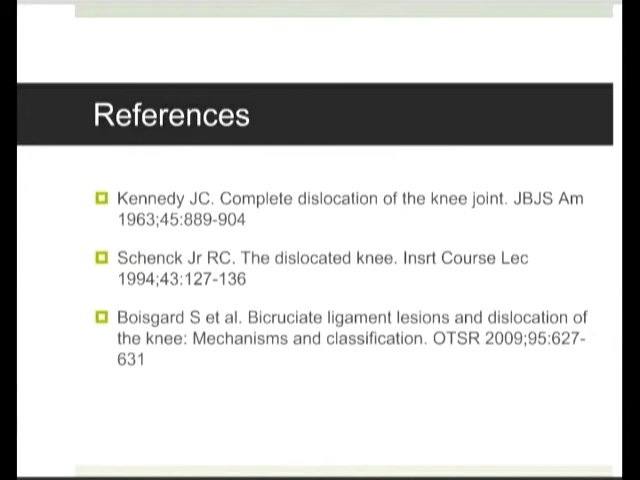 References
Kennedy JC. Complete dislocation of the knee joint. JBJS Am
1963;45:889-904
Schenck Jr RC. The dislocated knee. Insrt Course Lec
1994;43:127-136
Boisgard S et al. Bicruciate ligament lesions and dislocation of
the knee: Mechanisms and classification. OTSR 2009;95:627-
631